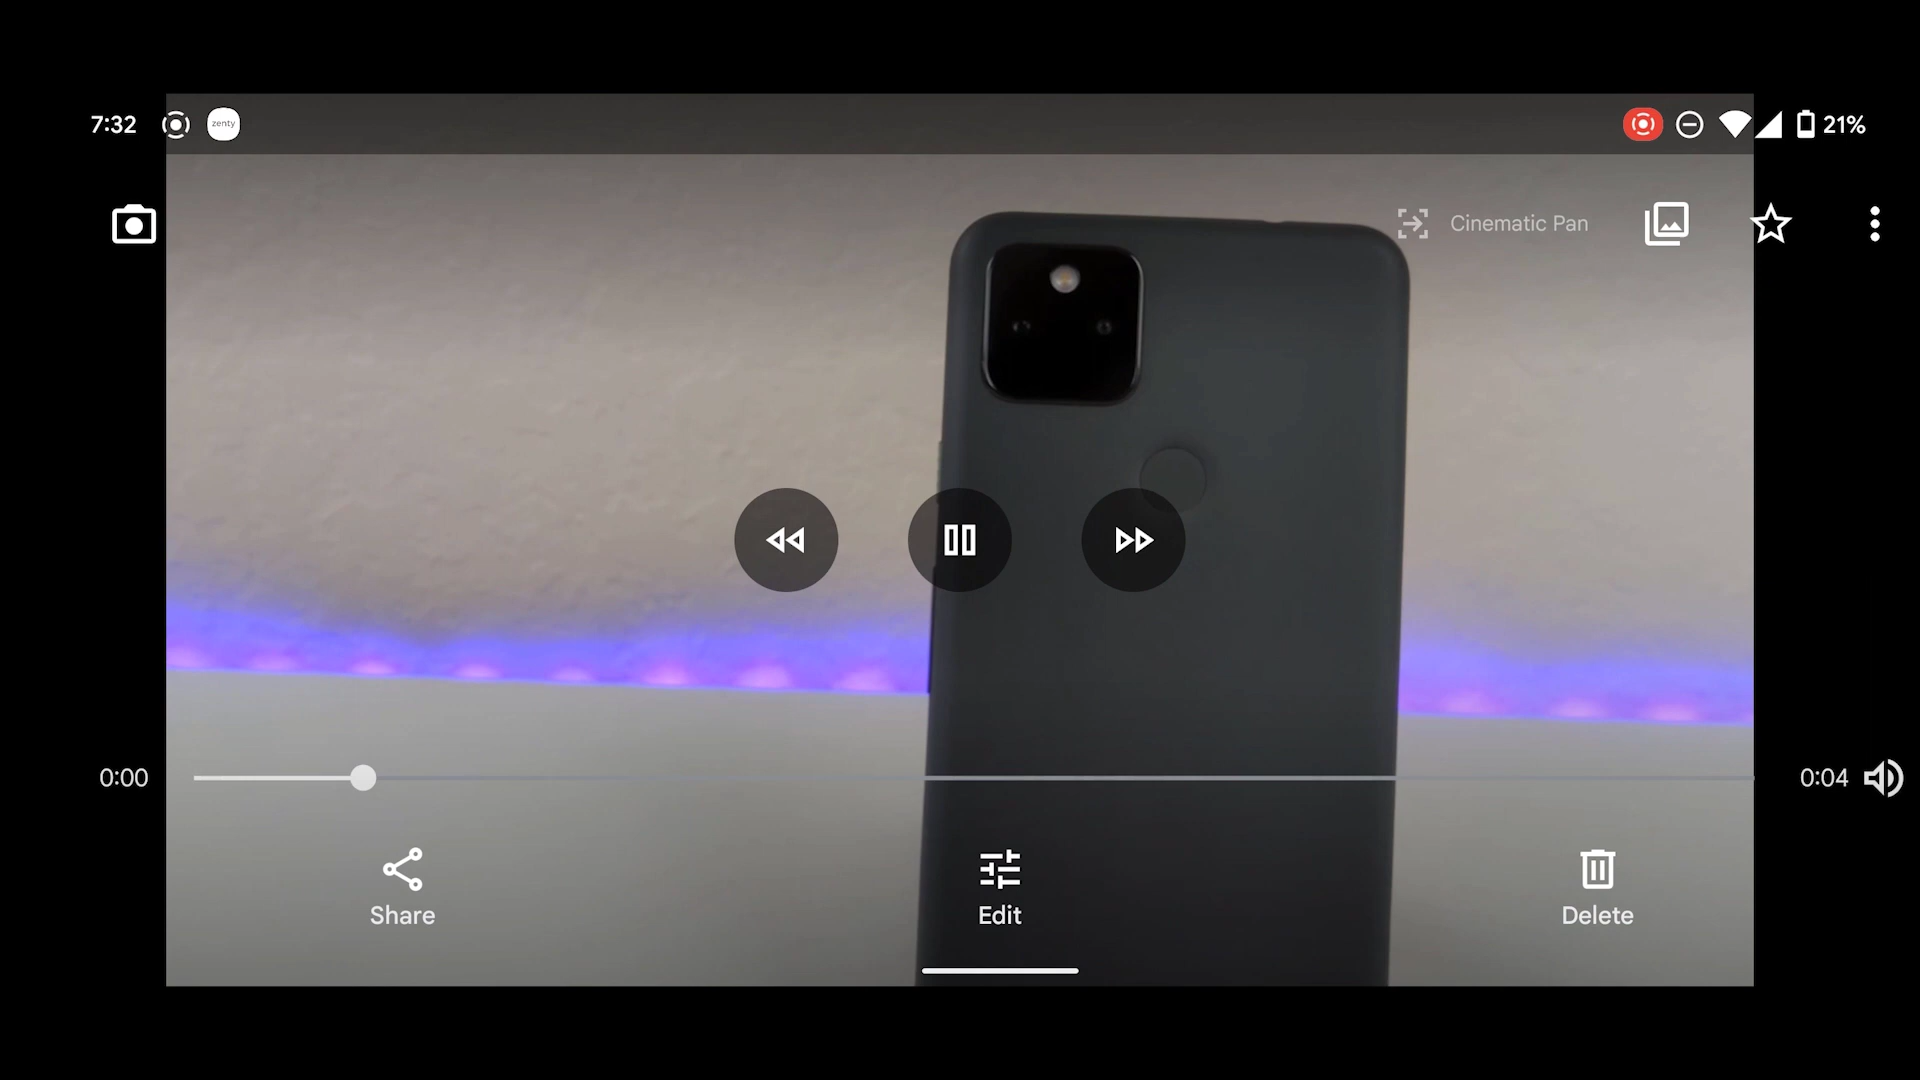 7:32
zenty
21%
Cinematic Pan
0:00
0:04
Share
Edit
Delete